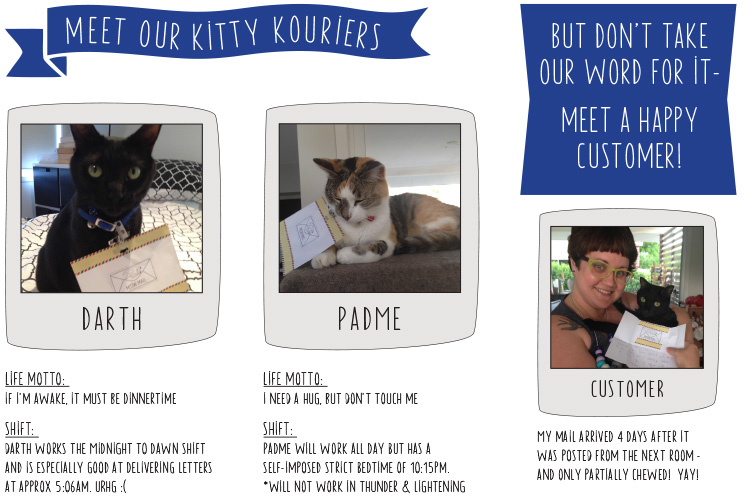 MEET OUR KITTY KOURIERS
DARTH
LIFE MOTTO:
IF I'M AWAKE, IT MUST BE DINNERTIME
SHIFT:
DARTH WORKS THE MIDNIGHT TO DAWN SHIFT
AND IS ESPECIALLY GOOD AT DELIVERING LETTERS
AT APPROX 5:06AM. URHG :(
PADME
LIFE MOTTO:
I NEED A HUG, BUT DON'T TOUCH ME
SHIFT:
PADME WILL WORK ALL DAY BUT HAS A
SELF-IMPOSED STRICT BEDTIME OF 10:15PM.
*WILL NOT WORK IN THUNDER & LIGHTENING
BUT DON'T TAKE
OUR WORD FOR IT-
MEET A HAPPY
CUSTOMER!
CUSTOMER
MY MAIL ARRIVED 4 DAYS AFTER IT
WAS POSTED FROM THE NEXT ROOM -
AND ONLY PARTIALLY CHEWED! YAY!